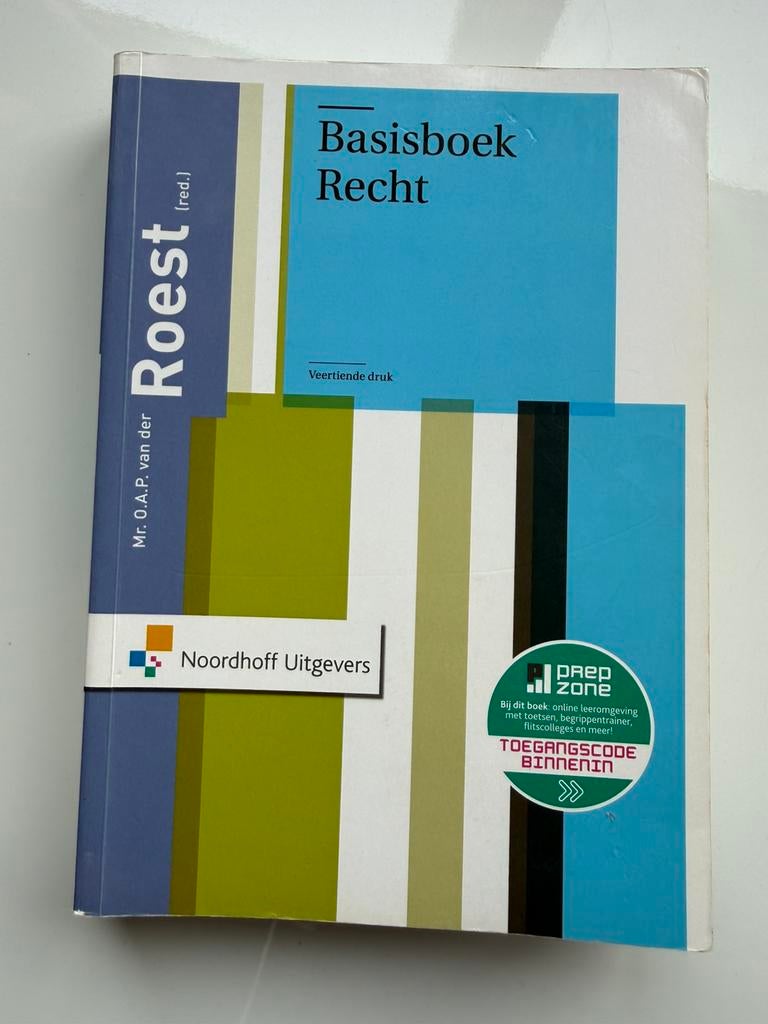 Basisboek
Recht
Veertiende druk
Mr. O.A.P. van der
Roest (red.)
Noordhoff Uitgevers
PREP
ZONE
Bij dit boek: online leeromgeving
met toetsen, begrippentrainer,
flitscolleges en meer!
TOEGANGSCODE
BINNENIN